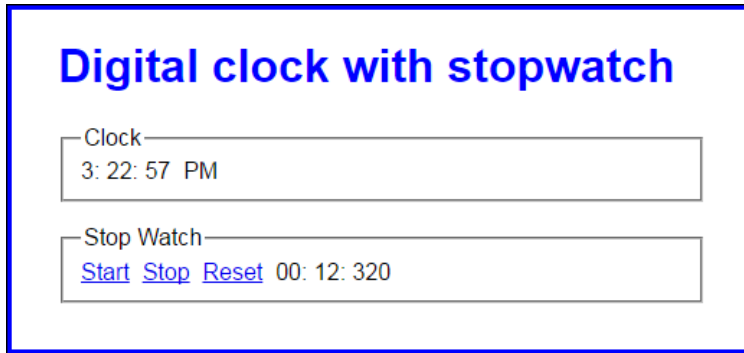 Digital clock with stopwatch
Clock
3: 22: 57 PM
Stop Watch
Start Stop Reset 00: 12: 320